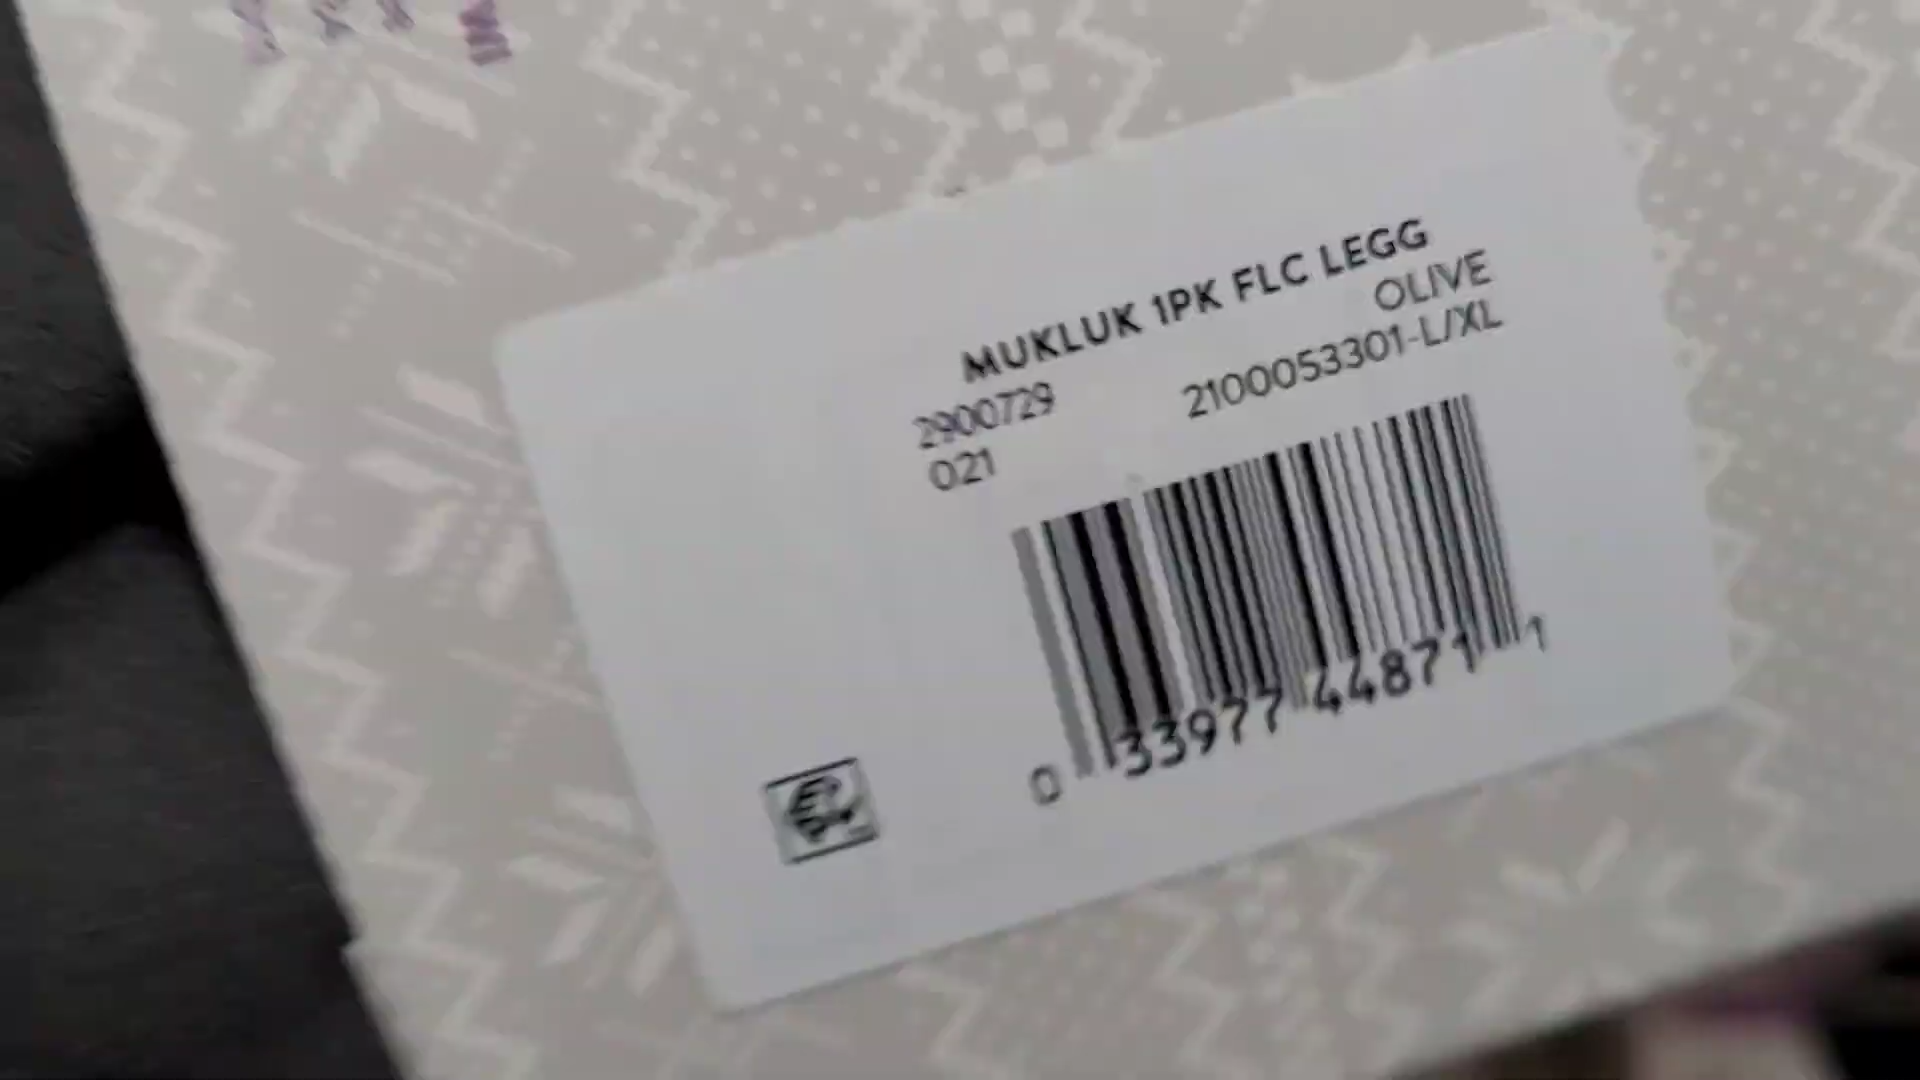 MUKLUK 1PK FLC LEGG
OLIVE
2900729 2100053301-L/XL
021
0 33977 44871 1